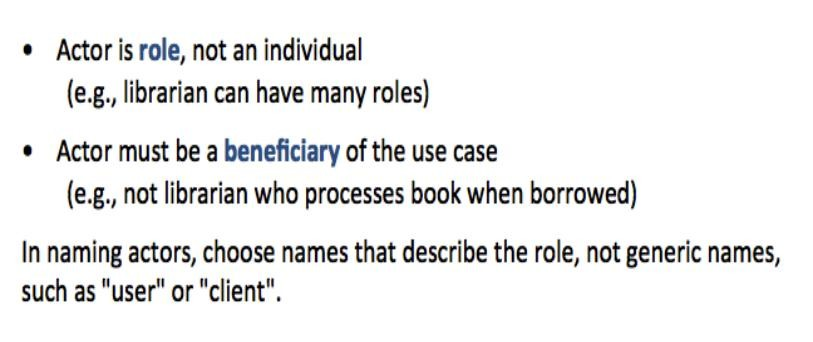 • Actor is role, not an individual
(e.g., librarian can have many roles)
• Actor must be a beneficiary of the use case
(e.g., not librarian who processes book when borrowed)
In naming actors, choose names that describe the role, not generic names,
such as "user" or "client".